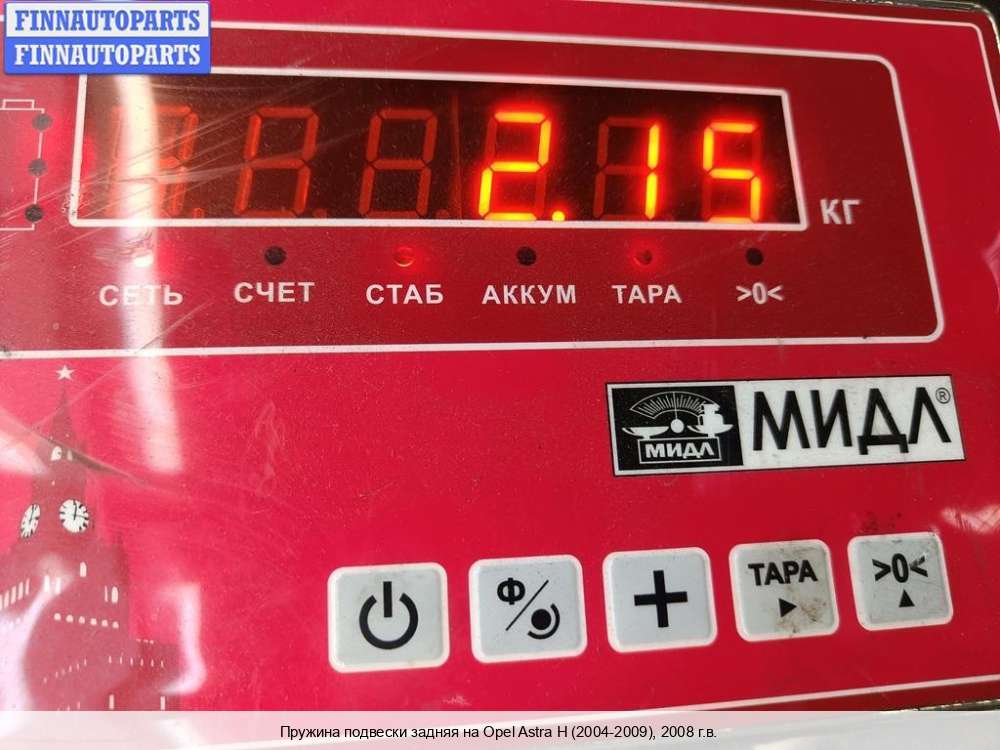 FINNAUTOPARTS
FINNAUTOPARTS
2.15
КГ
СЕТЬ СЧЕТ СТАБ АККУМ ТАРА >0<
МИДЛ МИДЛ®
Ф ТАРА >0<
Пружина подвески задняя на Opel Astra H (2004-2009), 2008 г.в.